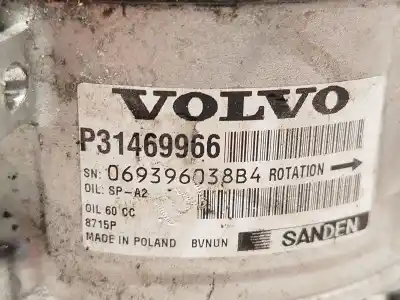 VOLVO
P31469966
SN: 069396038B4 ROTATION
OIL: SP-A2
OIL 60 CC
8715P
MADE IN POLAND BVNUN SANDEN